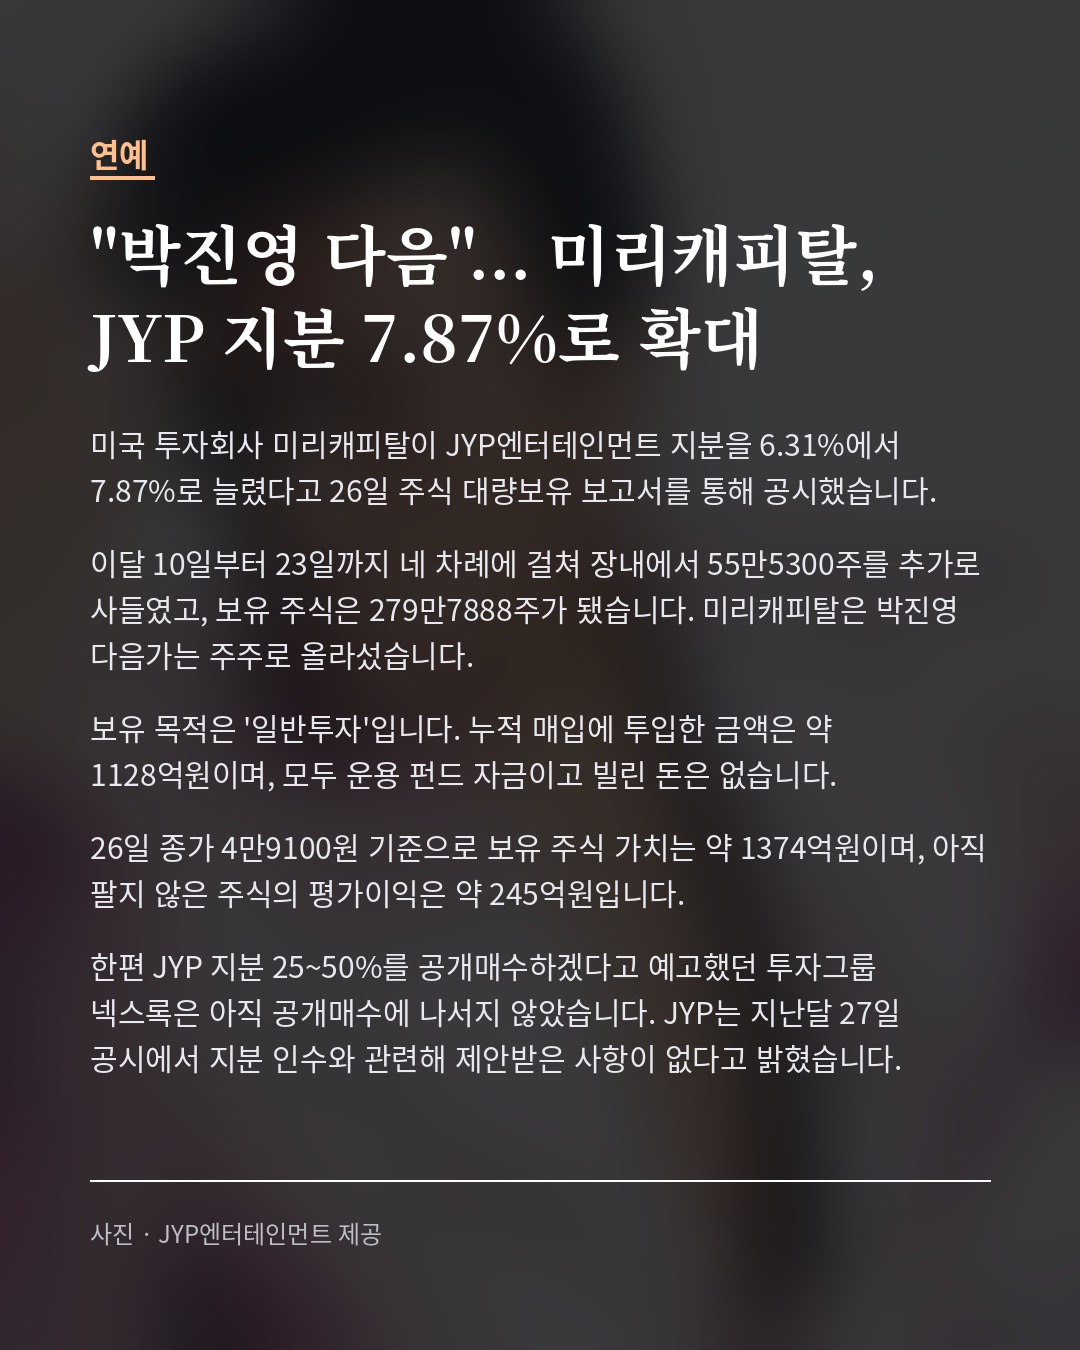 연예
"박진영 다음"... 미리캐피탈,
JYP 지분 7.87%로 확대
미국 투자회사 미리캐피탈이 JYP엔터테인먼트 지분을 6.31%에서
7.87%로 늘렸다고 26일 주식 대량보유 보고서를 통해 공시했습니다.
이달 10일부터 23일까지 네 차례에 걸쳐 장내에서 55만5300주를 추가로
사들였고, 보유 주식은 279만7888주가 됐습니다. 미리캐피탈은 박진영
다음가는 주주로 올라섰습니다.
보유 목적은 '일반투자'입니다. 누적 매입에 투입한 금액은 약
1128억원이며, 모두 운용 펀드 자금이고 빌린 돈은 없습니다.
26일 종가 4만9100원 기준으로 보유 주식 가치는 약 1374억원이며, 아직
팔지 않은 주식의 평가이익은 약 245억원입니다.
한편 JYP 지분 25~50%를 공개매수하겠다고 예고했던 투자그룹
넥스록은 아직 공개매수에 나서지 않았습니다. JYP는 지난달 27일
공시에서 지분 인수와 관련해 제안받은 사항이 없다고 밝혔습니다.
사진 · JYP엔터테인먼트 제공